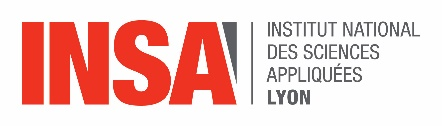 INSA
INSTITUT NATIONAL
DES SCIENCES
APPLIQUÉES
LYON